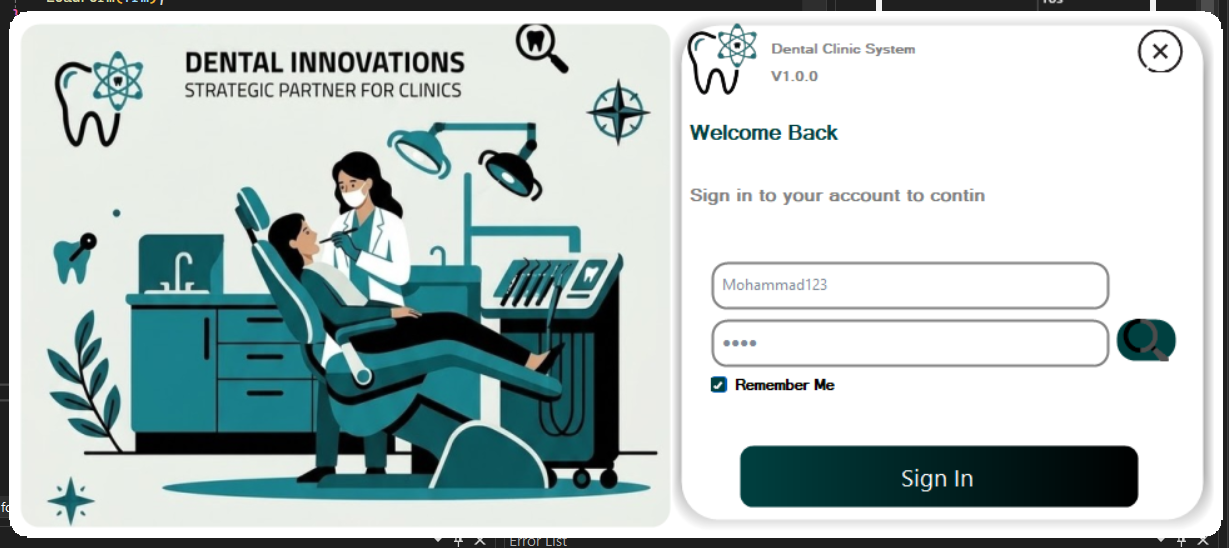 DENTAL INNOVATIONS
STRATEGIC PARTNER FOR CLINICS
Dental Clinic System
V1.0.0
Welcome Back
Sign in to your account to contin
Mohammad123
••••
Remember Me
Sign In
Error List